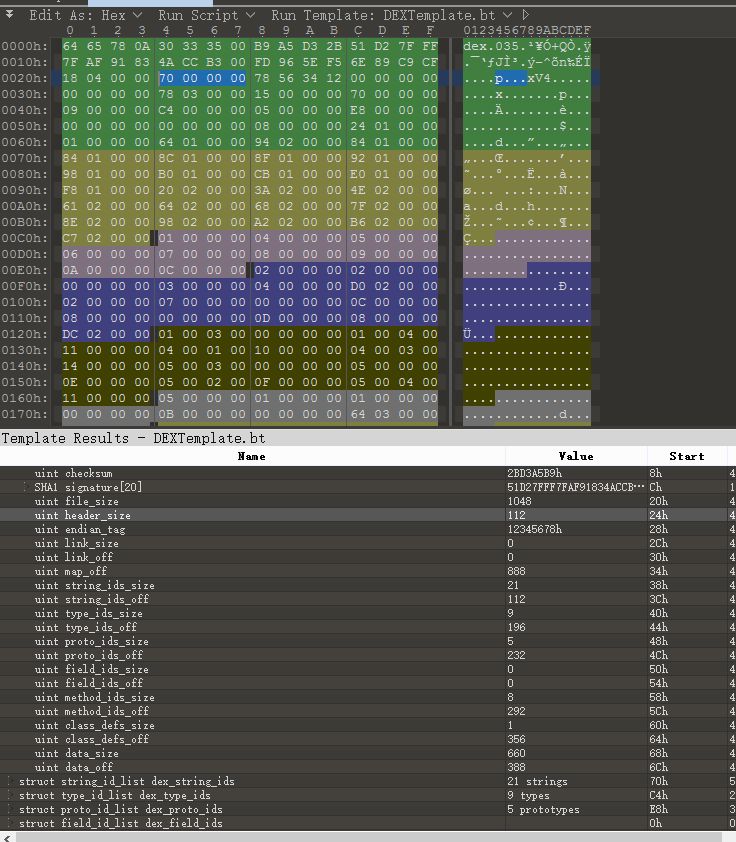 Edit As: Hex Run Script Run Template: DEXTemplate.bt
0 1 2 3 4 5 6 7 8 9 A B C D E F 0123456789ABCDEF
0000h: 64 65 78 0A 30 33 35 00 B9 A5 D3 2B 51 D2 7F FF dex.035.¹¥Ó+QÒ.ÿ
0010h: 7F AF 91 83 4A CC B3 00 FD 96 5E F5 6E 89 C9 CF .¯‘ƒJÌ³.ý–^õn‰ÉÏ
0020h: 18 04 00 00 70 00 00 00 78 56 34 12 00 00 00 00 ....p...xV4.....
0030h: 00 00 00 00 78 03 00 00 15 00 00 00 70 00 00 00 ....x.......p...
0040h: 09 00 00 00 C4 00 00 00 05 00 00 00 E8 00 00 00 ....Ä.......è...
0050h: 00 00 00 00 00 00 00 00 08 00 00 00 24 01 00 00 ............$...
0060h: 01 00 00 00 64 01 00 00 94 02 00 00 84 01 00 00 ....d...”...„...
0070h: 84 01 00 00 8C 01 00 00 8F 01 00 00 92 01 00 00 „...Œ.......’...
0080h: 98 01 00 00 B0 01 00 00 CB 01 00 00 E0 01 00 00 ˜...°...Ë...à...
0090h: F8 01 00 00 20 02 00 00 3A 02 00 00 4E 02 00 00 ø... ...:...N...
00A0h: 61 02 00 00 64 02 00 00 68 02 00 00 7F 02 00 00 a...d...h.......
00B0h: 8E 02 00 00 98 02 00 00 A2 02 00 00 B6 02 00 00 Ž...˜...¢...¶...
00C0h: C7 02 00 00 01 00 00 00 04 00 00 00 05 00 00 00 Ç...............
00D0h: 06 00 00 00 07 00 00 00 08 00 00 00 09 00 00 00 ................
00E0h: 0A 00 00 00 0C 00 00 00 02 00 00 00 02 00 00 00 ................
00F0h: 00 00 00 00 03 00 00 00 04 00 00 00 D0 02 00 00 ............Ð...
0100h: 02 00 00 00 07 00 00 00 00 00 00 00 0C 00 00 00 ................
0110h: 08 00 00 00 0D 00 00 00 00 00 00 00 08 00 00 00 ................
0120h: DC 02 00 00 01 00 03 00 00 00 00 00 01 00 04 00 Ü...............
0130h: 11 00 00 00 04 00 01 00 10 00 00 00 04 00 03 00 ................
0140h: 14 00 00 00 05 00 03 00 00 00 00 00 05 00 01 00 ................
0150h: 0E 00 00 00 05 00 02 00 0F 00 00 00 05 00 04 00 ................
0160h: 11 00 00 00 05 00 00 00 01 00 00 00 01 00 00 00 ................
0170h: 00 00 00 00 0B 00 00 00 00 00 00 00 64 03 00 00 ............d...
Template Results - DEXTemplate.bt
Name Value Start
uint checksum 2BD3A5B9h 8h 4
SHA1 signature[20] 51D27FFF7FAF91834ACCB··· Ch 1
uint file_size 1048 20h 4
uint header_size 112 24h 4
uint endian_tag 12345678h 28h 4
uint link_size 0 2Ch 4
uint link_off 0 30h 4
uint map_off 888 34h 4
uint string_ids_size 21 38h 4
uint string_ids_off 112 3Ch 4
uint type_ids_size 9 40h 4
uint type_ids_off 196 44h 4
uint proto_ids_size 5 48h 4
uint proto_ids_off 232 4Ch 4
uint field_ids_size 0 50h 4
uint field_ids_off 0 54h 4
uint method_ids_size 8 58h 4
uint method_ids_off 292 5Ch 4
uint class_defs_size 1 60h 4
uint class_defs_off 356 64h 4
uint data_size 660 68h 4
uint data_off 388 6Ch 4
struct string_id_list dex_string_ids 21 strings 70h 5
struct type_id_list dex_type_ids 9 types C4h 2
struct proto_id_list dex_proto_ids 5 prototypes E8h 3
struct field_id_list dex_field_ids 0h 0